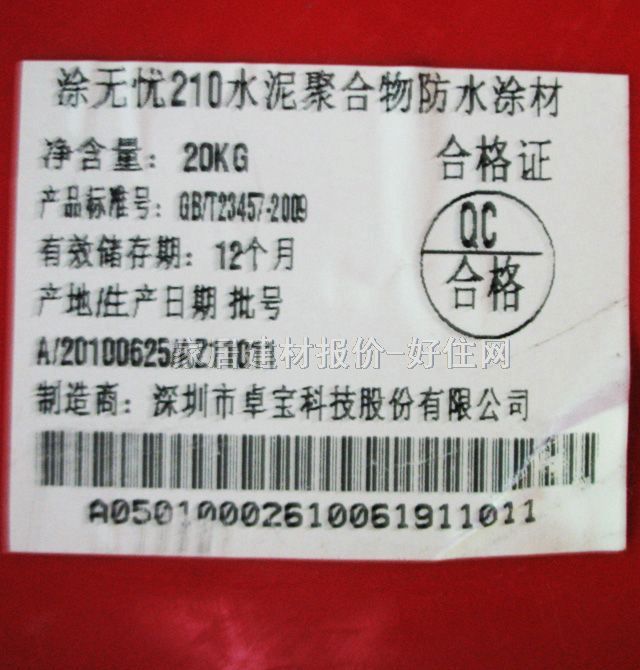 涂无忧210水泥聚合物防水涂材
净含量：20KG
合格证
产品标准号：GB/T23457-2009
QC
合格
有效储存期：12个月
产地/生产日期 批号
A/20100625
家居建材报价-好住网
制造商：深圳市卓宝科技股份有限公司
A05010002610061911011